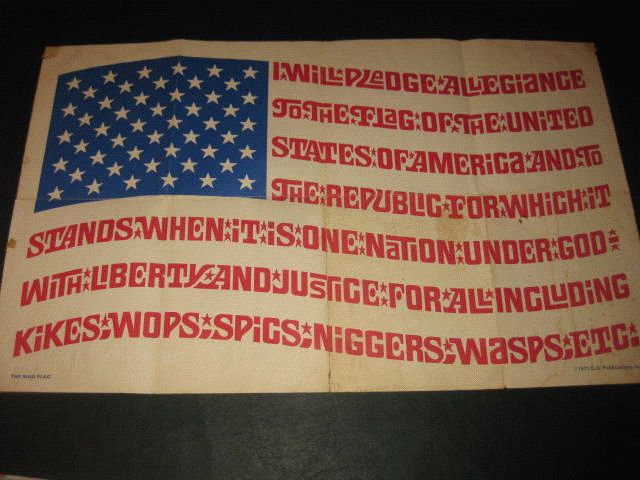 I WILL PLEDGE ALLEGIANCE
TO THE FLAG OF THE UNITED
STATES OF AMERICA AND TO
THE REPUBLIC FOR WHICH IT
STANDS WHEN IT IS ONE NATION UNDER GOD
WITH LIBERTY AND JUSTICE FOR ALL INCLUDING
KIKES WOPS SPICS NIGGERS WASPS ETC
THE FLAG